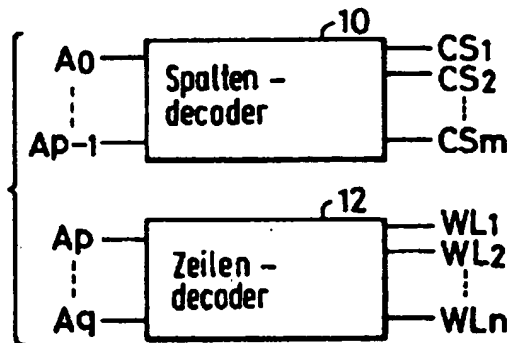 10
A0
Spalten-
decoder
Ap-1
CS1
CS2
CSm
12
Ap
Zeilen-
decoder
Aq
WL1
WL2
WLn